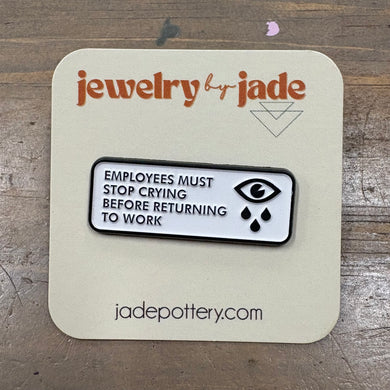 jewelry by jade
EMPLOYEES MUST
STOP CRYING
BEFORE RETURNING
TO WORK
jadepottery.com